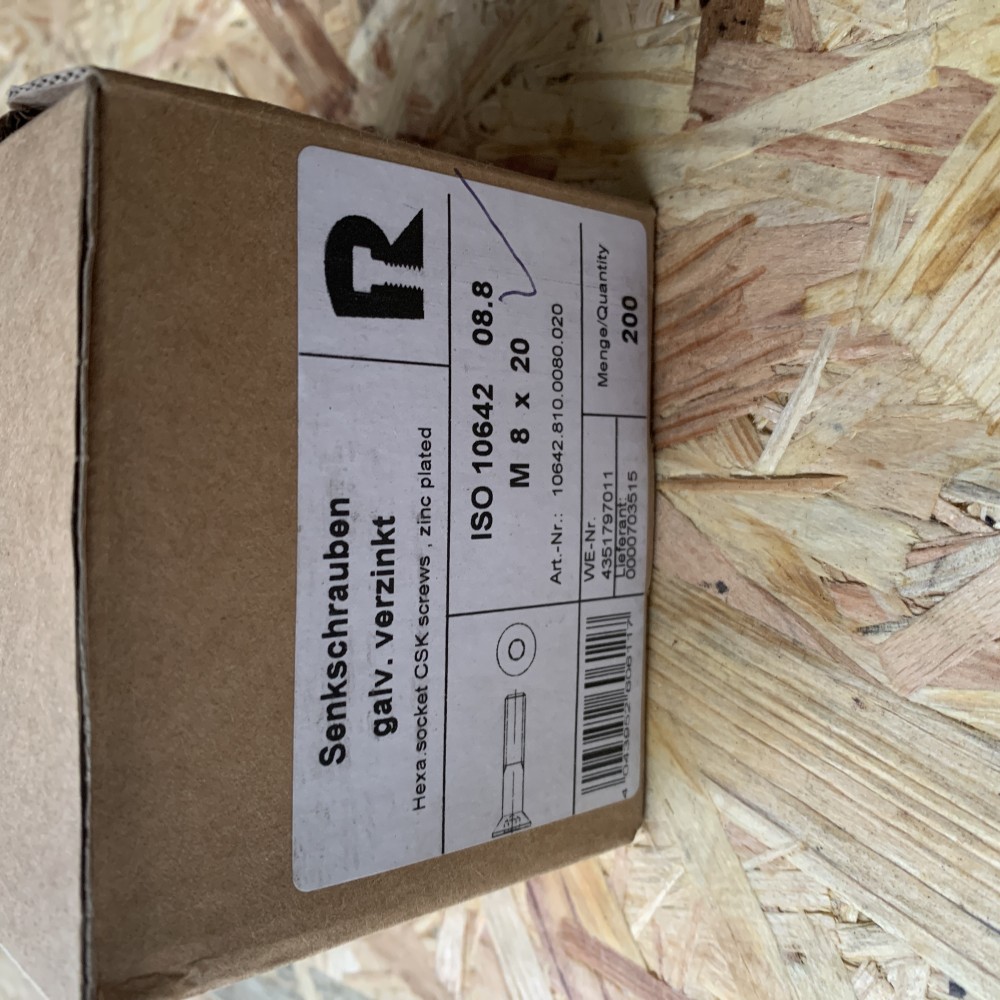 Senkschrauben
galv. verzinkt
Hexa.socket CSK screws , zinc plated
R
ISO 10642 08.8
M 8 x 20
Art.-Nr.: 10642.810.0080.020
WE-Nr.
4351797011
Lieferant:
0000703515
Menge/Quantity
200